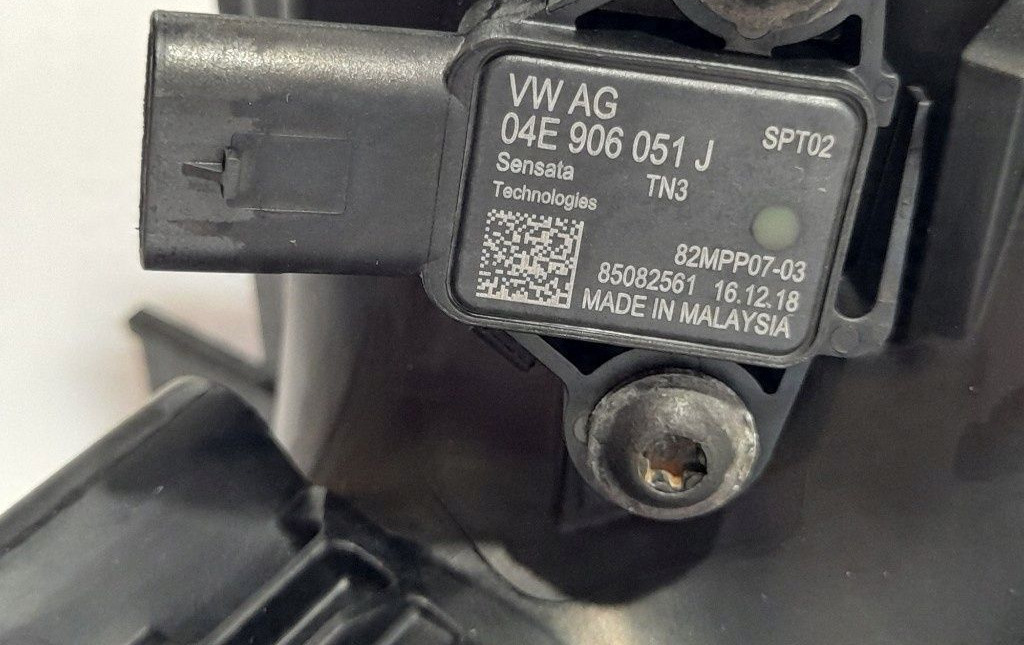 VW AG
04E 906 051 J SPT02
Sensata TN3
Technologies
82MPP07-03
85082561 16.12.18
MADE IN MALAYSIA